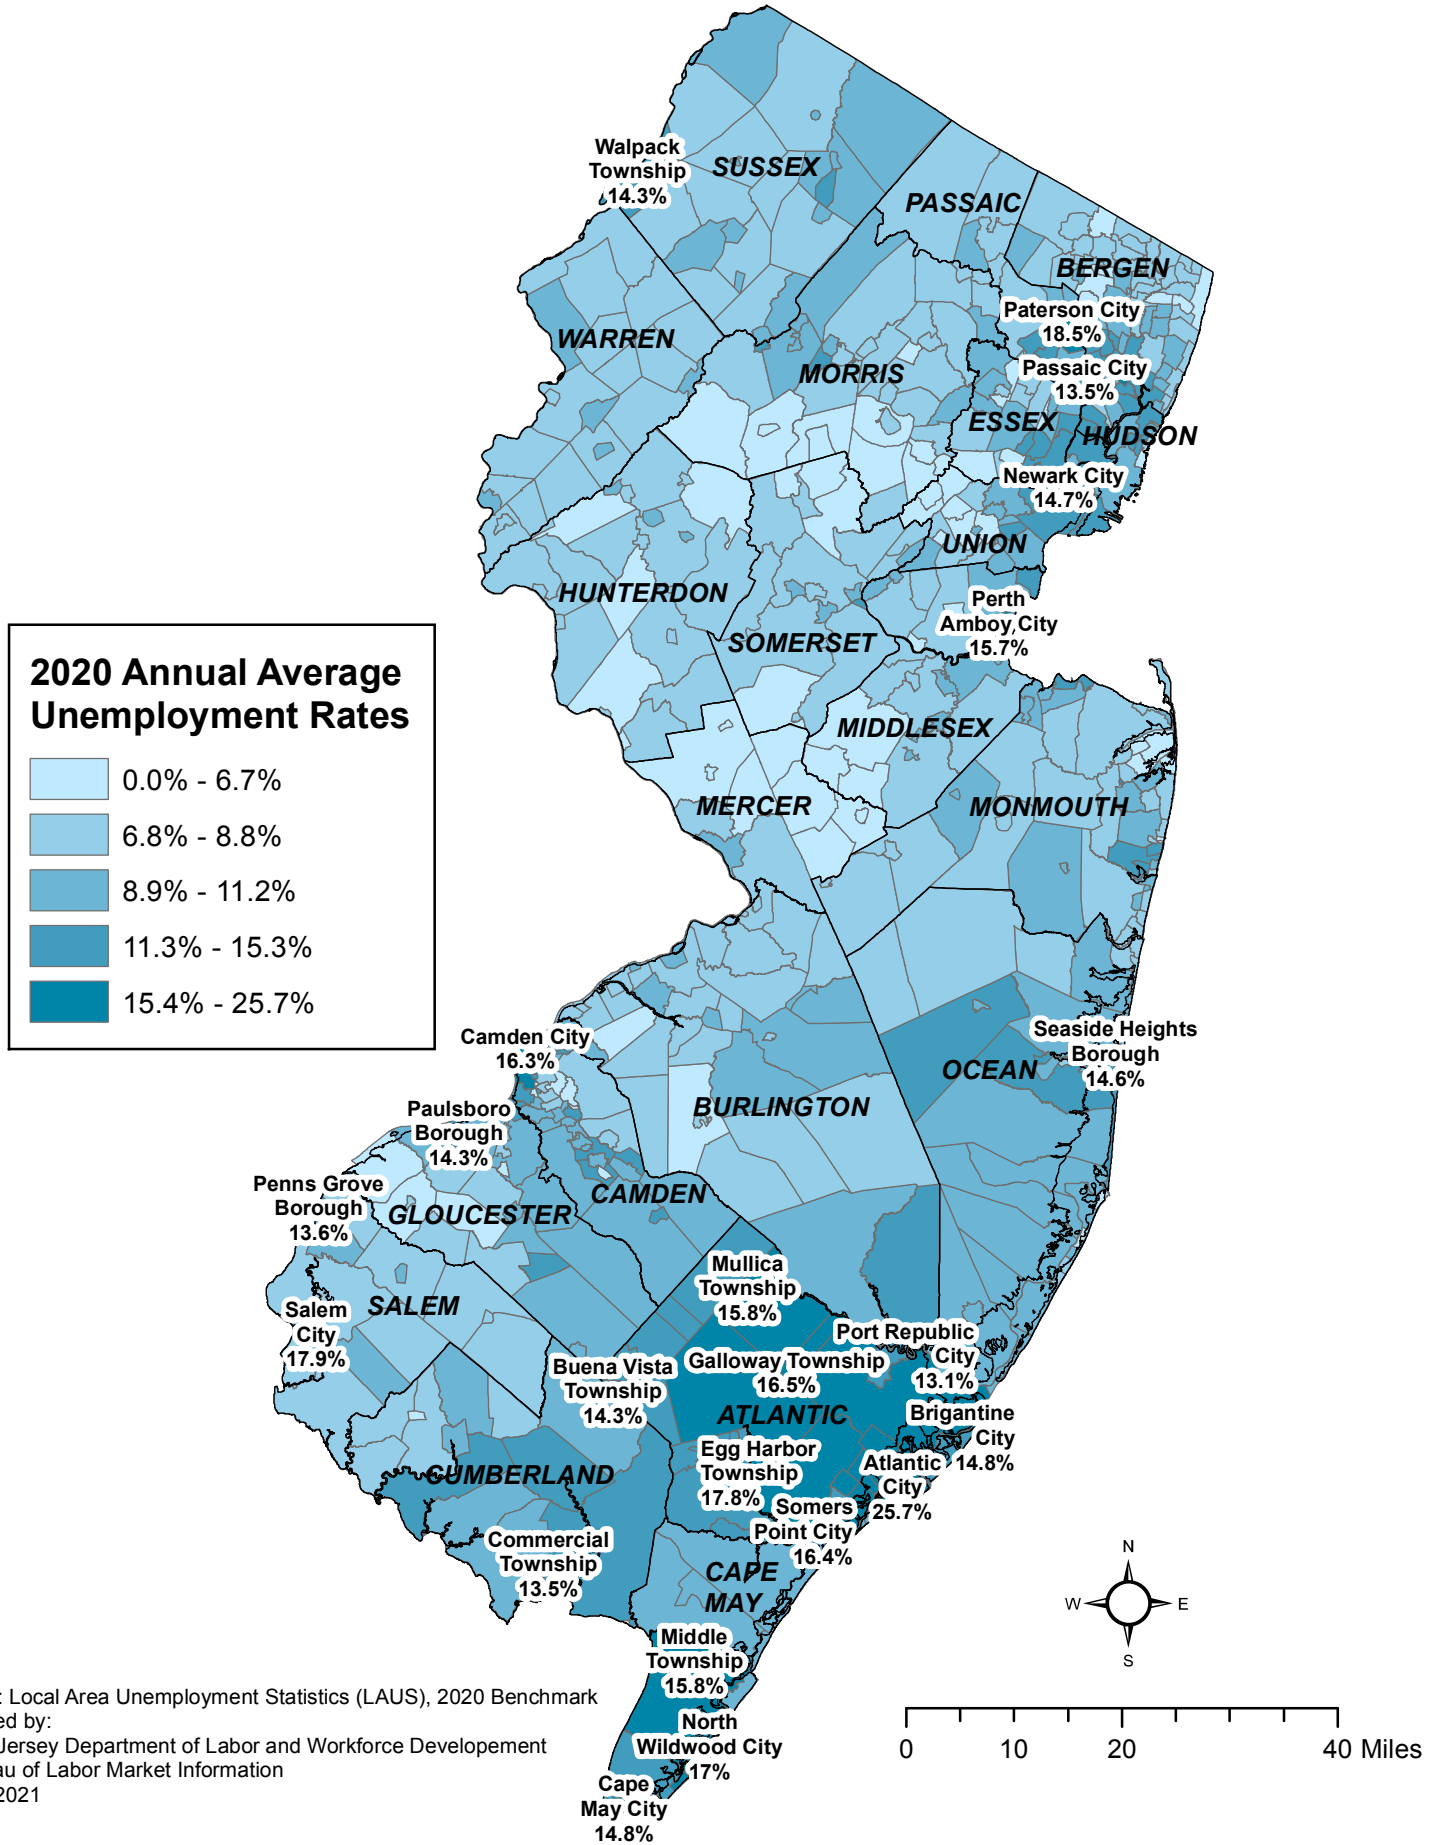 Walpack
Township
14.3%
SUSSEX
PASSAIC
BERGEN
Paterson City
18.5%
WARREN
MORRIS
Passaic City
13.5%
ESSEX
HUDSON
Newark City
14.7%
UNION
HUNTERDON
Perth
Amboy City
15.7%
SOMERSET
2020 Annual Average
Unemployment Rates
0.0% - 6.7%
6.8% - 8.8%
8.9% - 11.2%
11.3% - 15.3%
15.4% - 25.7%
MIDDLESEX
MERCER
MONMOUTH
Camden City
16.3%
Seaside Heights
Borough
14.6%
OCEAN
Paulsboro
Borough
14.3%
BURLINGTON
Penns Grove
Borough
13.6%
GLOUCESTER
CAMDEN
Mullica
Township
15.8%
Salem
City
17.9%
SALEM
Port Republic
City
13.1%
Buena Vista
Township
14.3%
Galloway Township
16.5%
ATLANTIC
Brigantine
City
14.8%
Egg Harbor
Township
17.8%
Atlantic
City
25.7%
CUMBERLAND
Somers
Point City
16.4%
Commercial
Township
13.5%
CAPE
MAY
N
W
E
S
Middle
Township
15.8%
North
Wildwood City
17%
Cape
May City
14.8%
: Local Area Unemployment Statistics (LAUS), 2020 Benchmark
ed by:
Jersey Department of Labor and Workforce Developement
au of Labor Market Information
2021
0 10 20 40 Miles